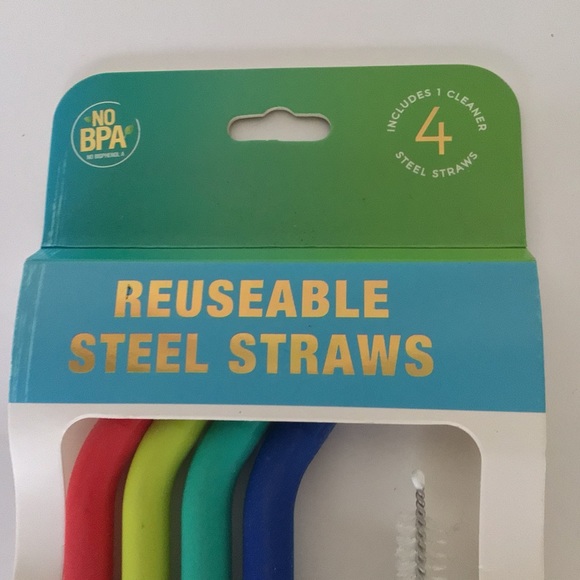 NO
BPA
NO BISPHENOL A
INCLUDES 1 CLEANER
4
STEEL STRAWS
REUSEABLE
STEEL STRAWS